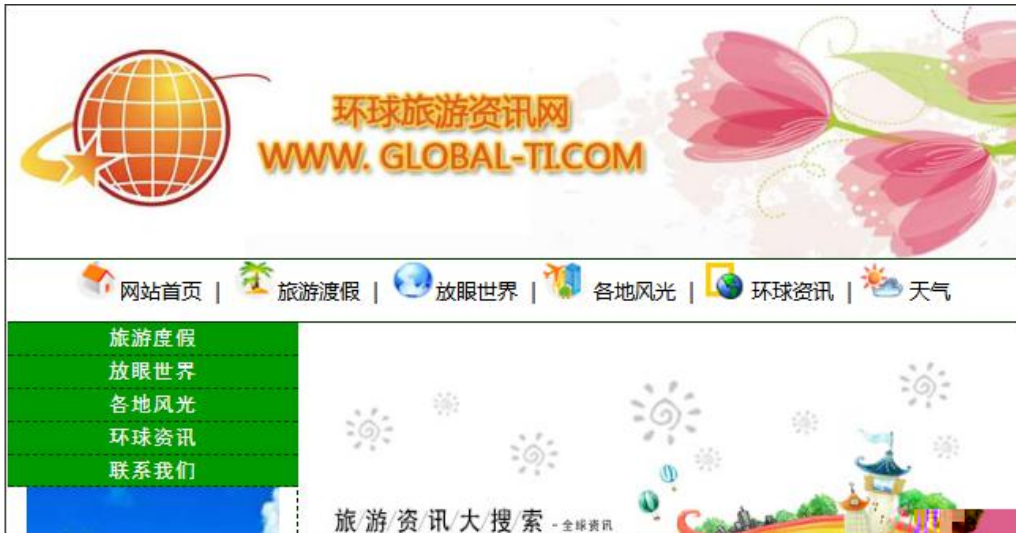 环球旅游资讯网
WWW. GLOBAL-TI.COM
网站首页 | 旅游渡假 | 放眼世界 | 各地风光 | 环球资讯 | 天气
旅游度假
放眼世界
各地风光
环球资讯
联系我们
旅/游/资/讯/大/搜/索 - 全球资讯